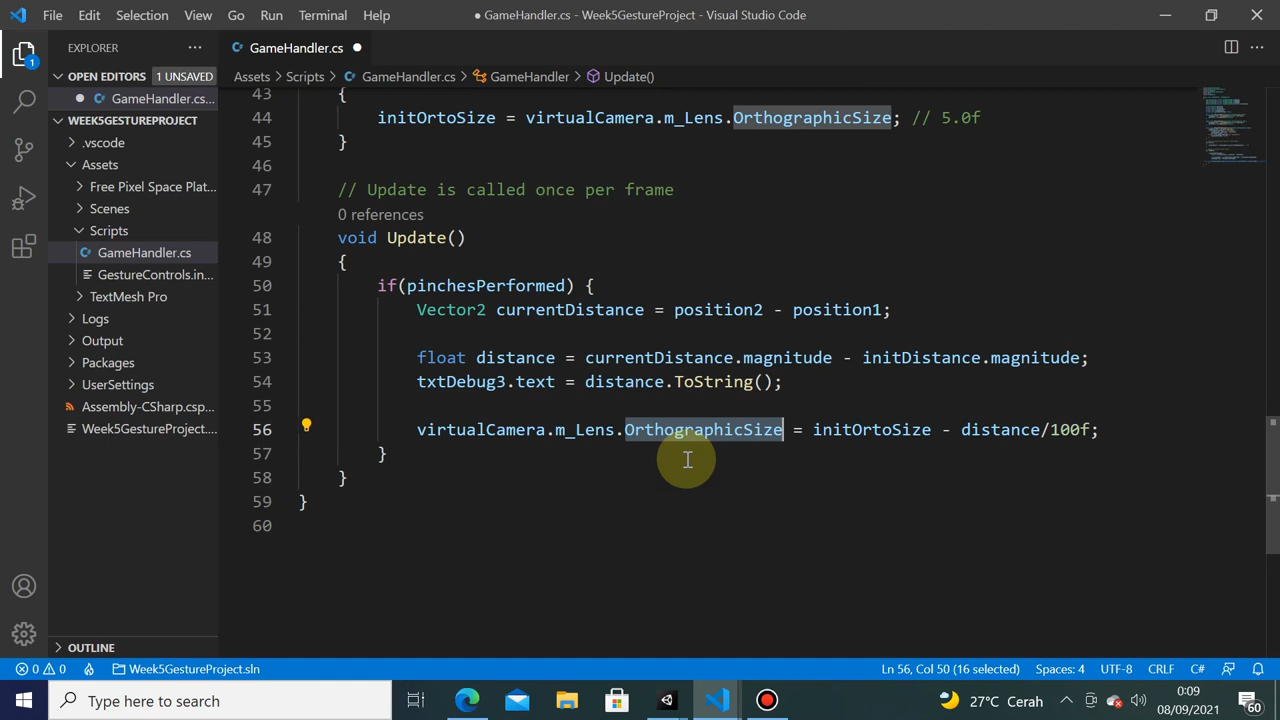 File Edit Selection View Go Run Terminal Help
● GameHandler.cs - Week5GestureProject - Visual Studio Code
EXPLORER
GameHandler.cs
OPEN EDITORS 1 UNSAVED
GameHandler.cs...
WEEK5GESTUREPROJECT
.vscode
Assets
Free Pixel Space Plat...
Scenes
Scripts
GameHandler.cs
GestureControls.in...
TextMesh Pro
Logs
Output
Packages
UserSettings
Assembly-CSharp.csp...
Week5GestureProject...
OUTLINE
Assets > Scripts > GameHandler.cs > GameHandler > Update()
43 {
44 initOrtoSize = virtualCamera.m_Lens.OrthographicSize; // 5.0f
45 }
46
47 // Update is called once per frame
0 references
48 void Update()
49 {
50 if(pinchesPerformed) {
51 Vector2 currentDistance = position2 - position1;
52
53 float distance = currentDistance.magnitude - initDistance.magnitude;
54 txtDebug3.text = distance.ToString();
55
56 virtualCamera.m_Lens.OrthographicSize = initOrtoSize - distance/100f;
57 }
58 }
59 }
60
0 0 Week5GestureProject.sln
Ln 56, Col 50 (16 selected) Spaces: 4 UTF-8 CRLF C#
Type here to search
27°C Cerah
0:09
08/09/2021
60
1